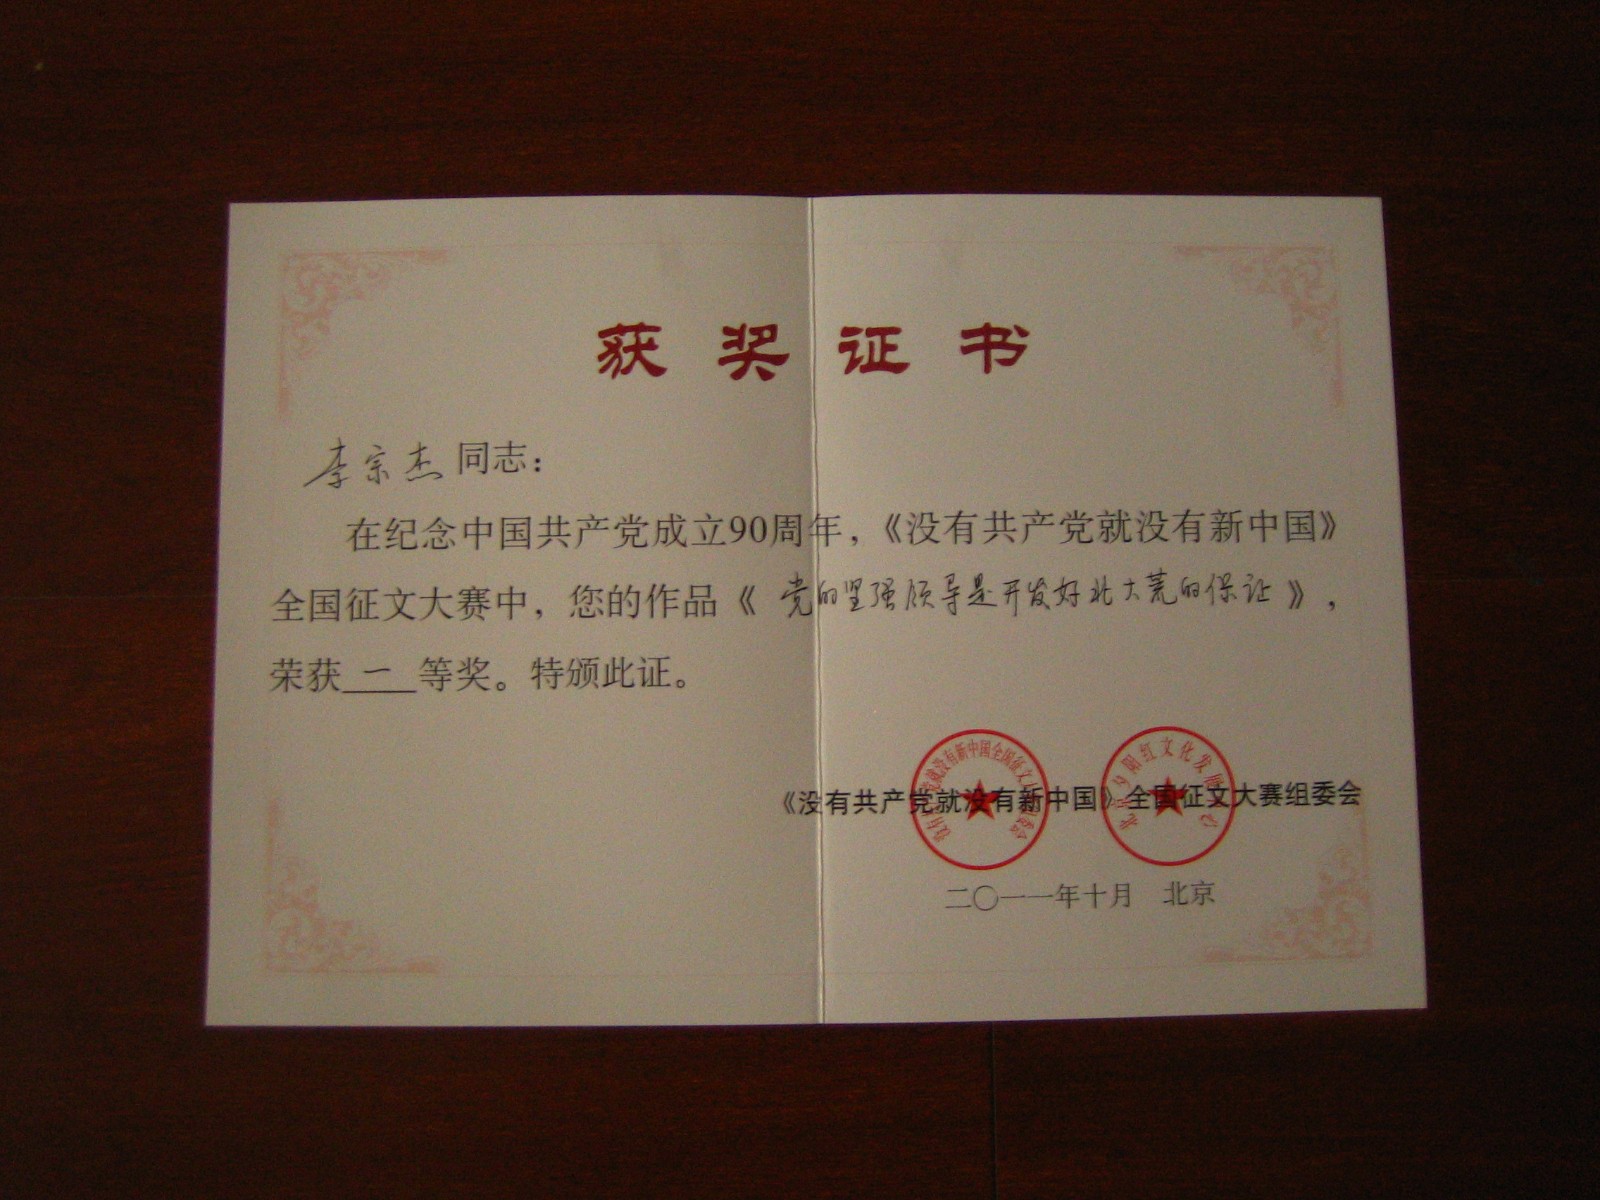 获奖证书
李宗杰同志：
在纪念中国共产党成立90周年，《没有共产党就没有新中国》
全国征文大赛中，您的作品《党的坚强领导是开发好北大荒的保证》，
荣获一等奖。特颁此证。
《没有共产党就没有新中国》全国征文大赛组委会
二〇一一年十月 北京